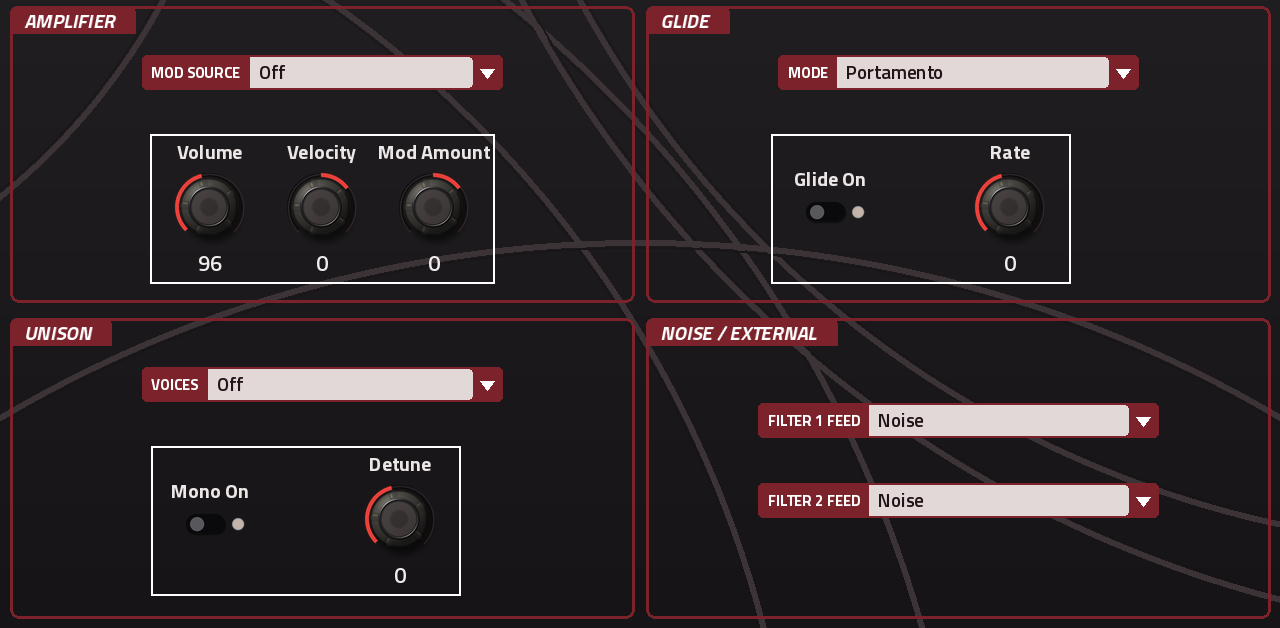 AMPLIFIER
MOD SOURCE Off
Volume Velocity Mod Amount
96 0 0
GLIDE
MODE Portamento
Glide On
Rate
0
UNISON
VOICES Off
Mono On
Detune
0
NOISE / EXTERNAL
FILTER 1 FEED Noise
FILTER 2 FEED Noise